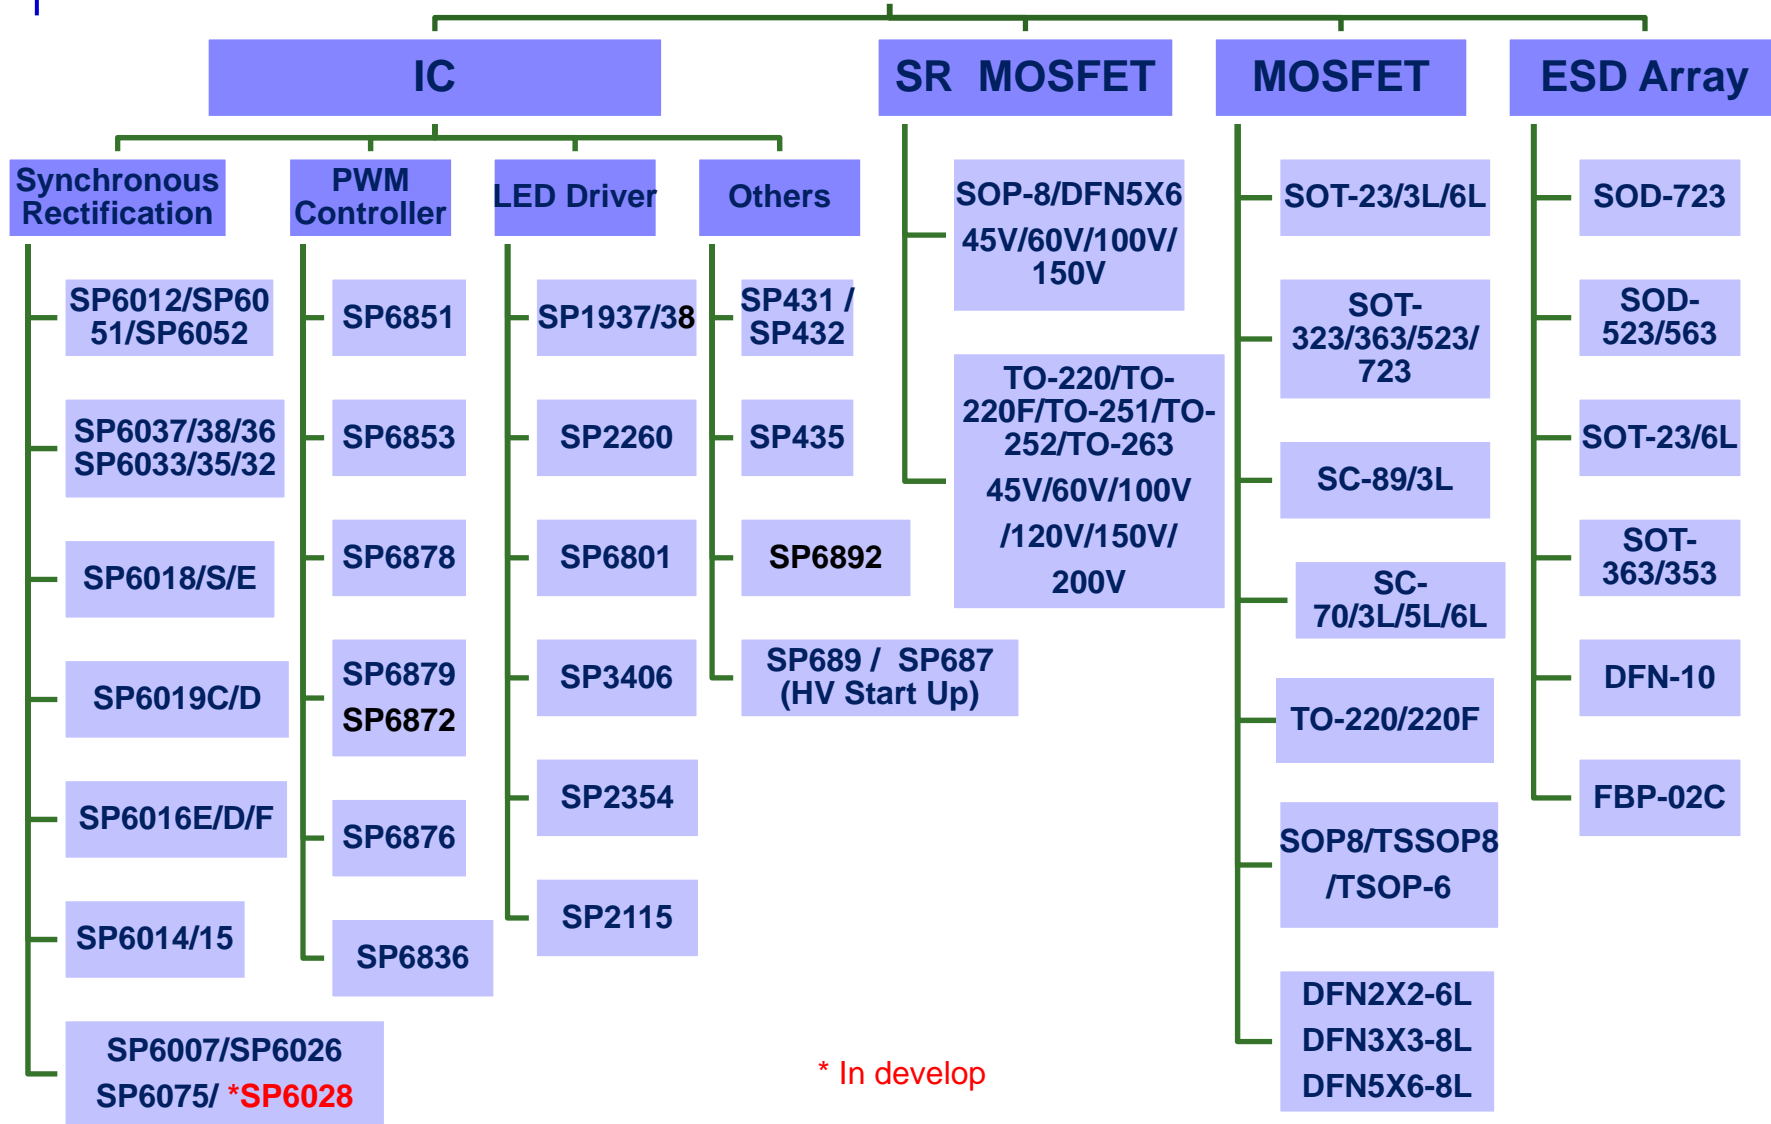 IC
SR MOSFET
MOSFET
ESD Array
Synchronous
Rectification
PWM
Controller
LED Driver
Others
SP6012/SP60
51/SP6052
SP6037/38/36
SP6033/35/32
SP6018/S/E
SP6019C/D
SP6016E/D/F
SP6014/15
SP6007/SP6026
SP6075/ *SP6028
SP6851
SP6853
SP6878
SP6879
SP6872
SP6876
SP6836
SP1937/38
SP2260
SP6801
SP3406
SP2354
SP2115
SP431 /
SP432
SP435
SP6892
SP689 / SP687
(HV Start Up)
SOP-8/DFN5X6
45V/60V/100V/
150V
TO-220/TO-
220F/TO-251/TO-
252/TO-263
45V/60V/100V
/120V/150V/
200V
SOT-23/3L/6L
SOT-
323/363/523/
723
SC-89/3L
SC-
70/3L/5L/6L
TO-220/220F
SOP8/TSSOP8
/TSOP-6
DFN2X2-6L
DFN3X3-8L
DFN5X6-8L
SOD-723
SOD-
523/563
SOT-23/6L
SOT-
363/353
DFN-10
FBP-02C
* In develop